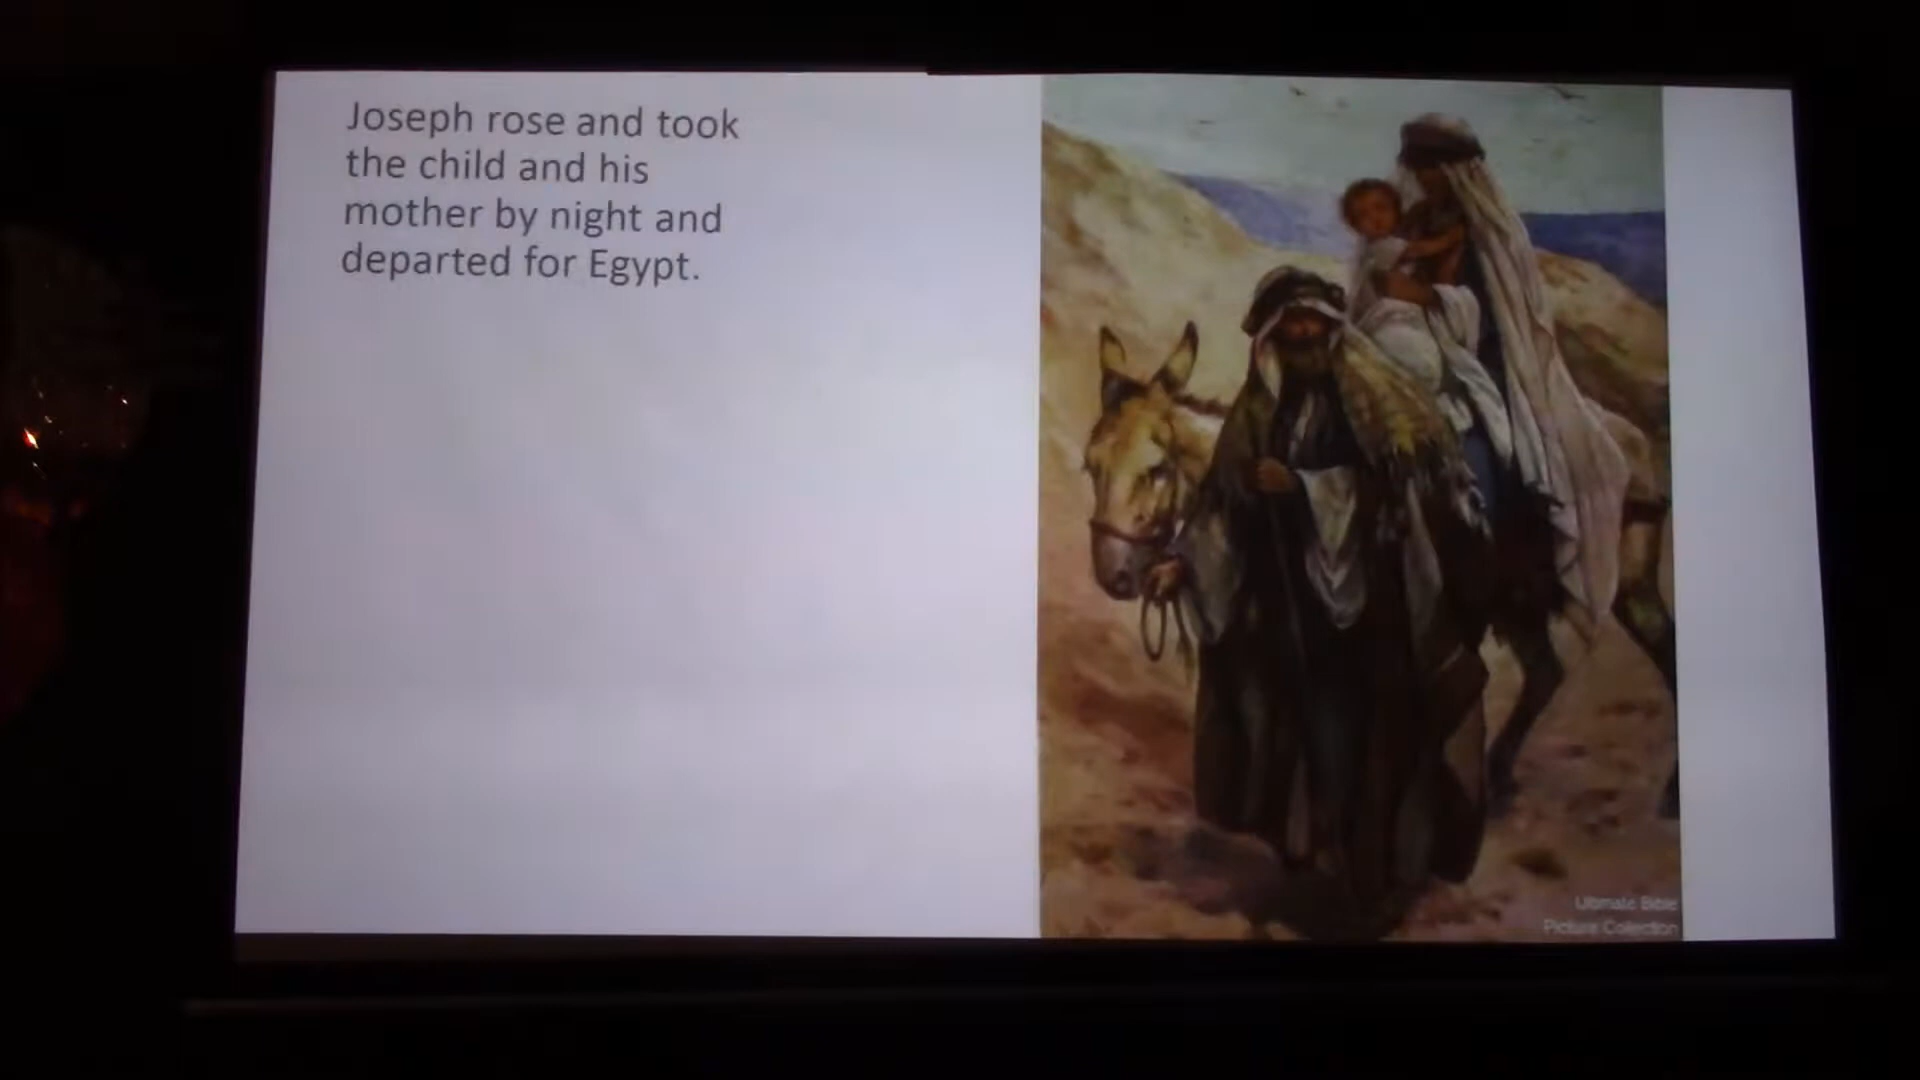 Joseph rose and took
the child and his
mother by night and
departed for Egypt.
Ultimate Bible
Picture Collection